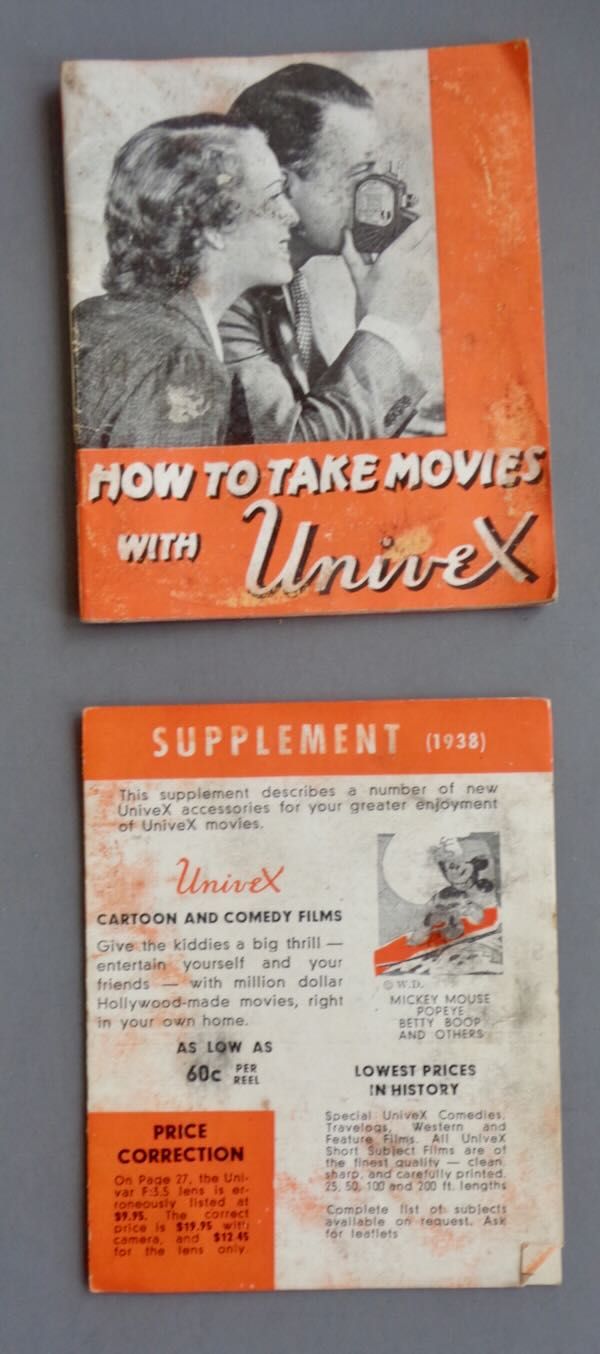 HOW TO TAKE MOVIES
WITH UniveX
SUPPLEMENT (1938)
This supplement describes a number of new
UniveX accessories for your greater enjoyment
of UniveX movies.
UniveX
CARTOON AND COMEDY FILMS
Give the kiddies a big thrill —
entertain yourself and your
friends — with million dollar
Hollywood-made movies, right
in your own home.
AS LOW AS
60c PER
REEL
© W.D.
MICKEY MOUSE
POPEYE
BETTY BOOP
AND OTHERS
LOWEST PRICES
IN HISTORY
Special UniveX Comedies,
Travelogs, Western and
Feature Films. All UniveX
Short Subject Films are of
the finest quality — clean,
sharp, and carefully printed.
25, 50, 100 and 200 ft. lengths
Complete list of subjects
available on request. Ask
for leaflets
PRICE
CORRECTION
On Page 27, the Uni-
var F:3.5 lens is er-
roneously listed at
$9.95. The correct
price is $19.95 with
camera, and $12.45
for the lens only.